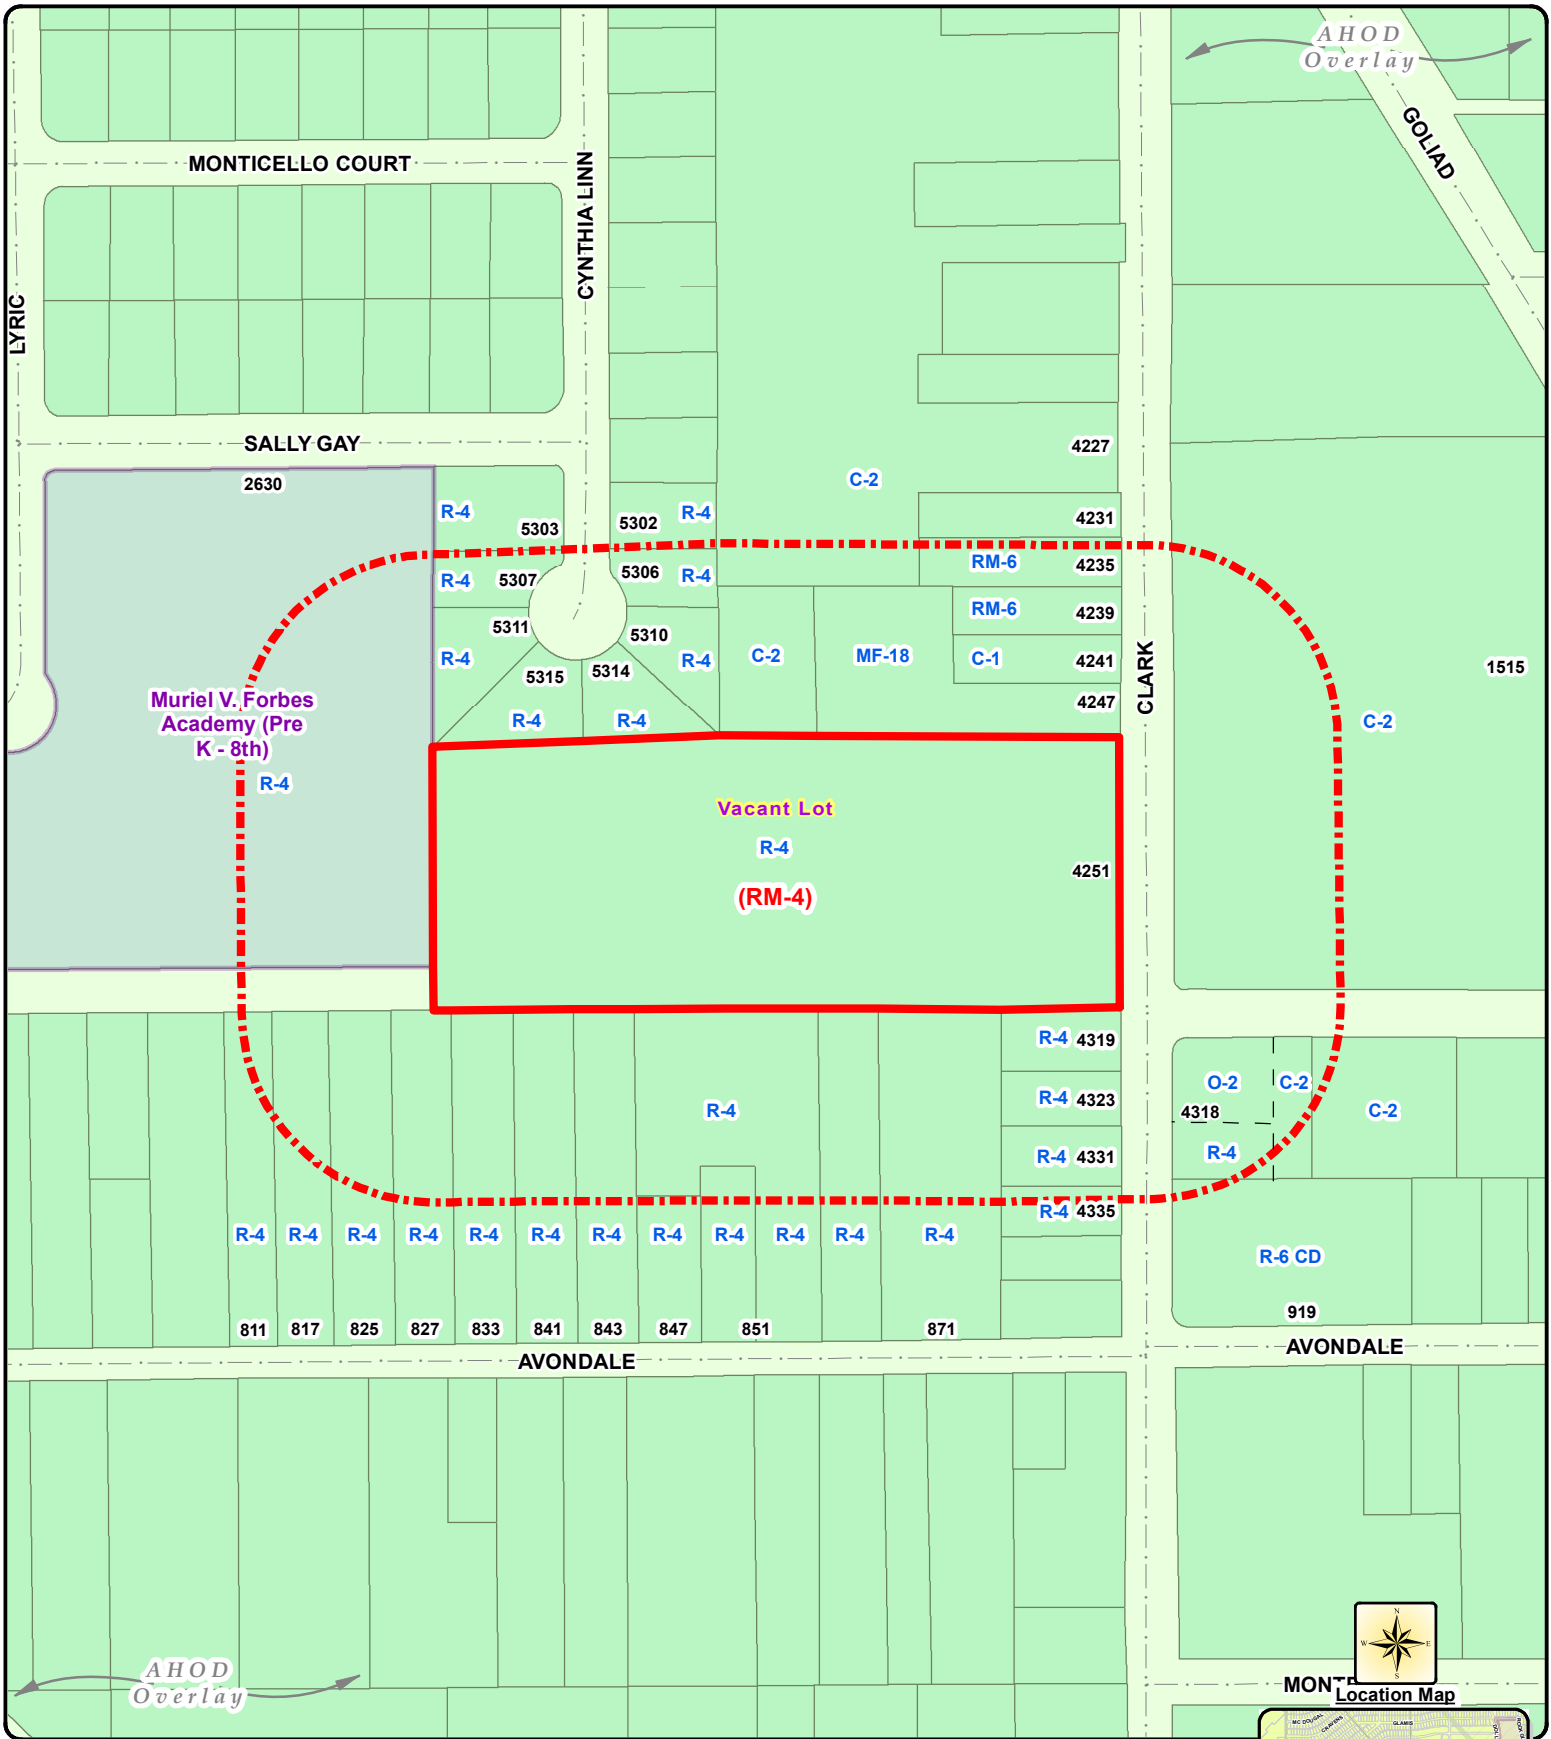 AHOD
Overlay
GOLIAD
MONTICELLO COURT
CYNTHIA LINN
LYRIC
SALLY GAY
4227
2630
C-2
R-4
5303
5302
R-4
4231
R-4
5307
5306
R-4
RM-6
4235
5311
5310
RM-6
4239
R-4
R-4
C-2
MF-18
C-1
4241
1515
5315
5314
CLARK
4247
Muriel V. Forbes
Academy (Pre
K - 8th)
R-4
R-4
C-2
R-4
Vacant Lot
R-4
4251
(RM-4)
R-4 4319
O-2
C-2
R-4 4323
R-4
C-2
4318
R-4 4331
R-4
R-4 4335
R-4
R-4
R-4
R-4
R-4
R-4
R-4
R-4
R-4
R-4
R-4
R-4
R-6 CD
919
811
817
825
827
833
841
843
847
851
871
AVONDALE
AVONDALE
N
W
E
S
AHOD
Overlay
Location Map
MC DOUGAL
CRAVENS
GLAMIS